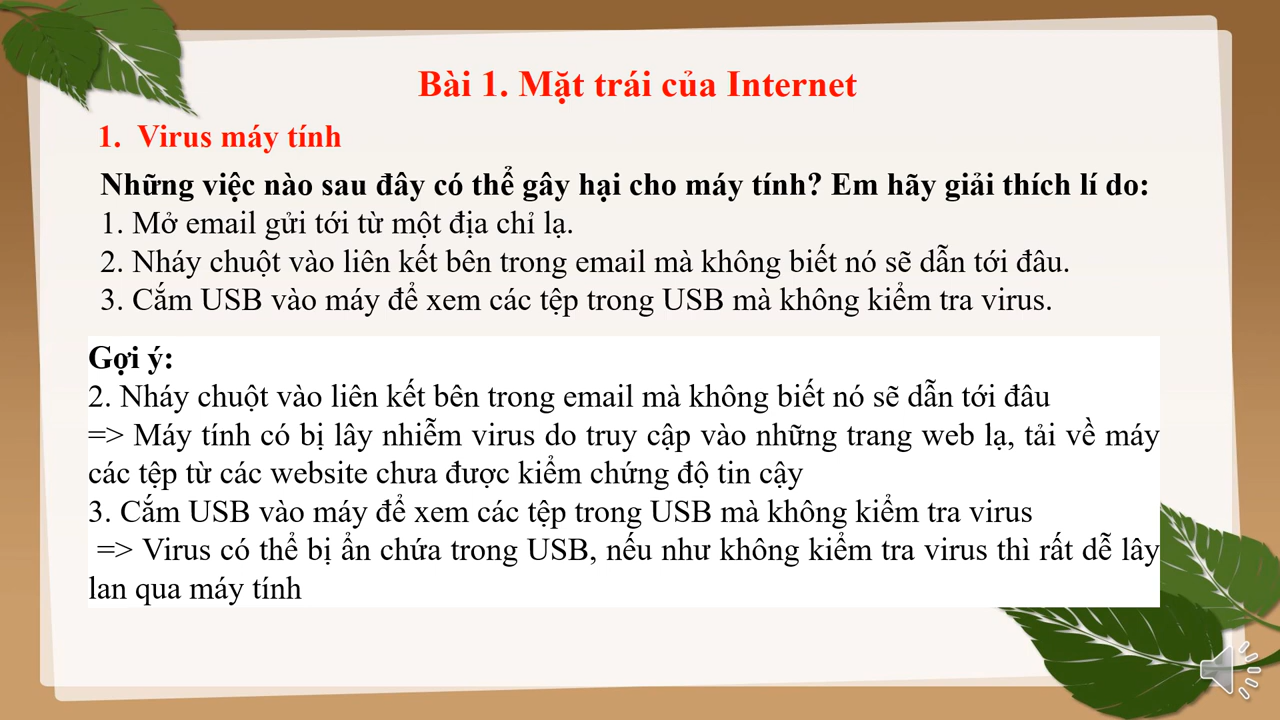 Bài 1. Mặt trái của Internet
1. Virus máy tính
Những việc nào sau đây có thể gây hại cho máy tính? Em hãy giải thích lí do:
1. Mở email gửi tới từ một địa chỉ lạ.
2. Nháy chuột vào liên kết bên trong email mà không biết nó sẽ dẫn tới đâu.
3. Cắm USB vào máy để xem các tệp trong USB mà không kiểm tra virus.
Gợi ý:
2. Nháy chuột vào liên kết bên trong email mà không biết nó sẽ dẫn tới đâu
=> Máy tính có bị lây nhiễm virus do truy cập vào những trang web lạ, tải về máy
các tệp từ các website chưa được kiểm chứng độ tin cậy
3. Cắm USB vào máy để xem các tệp trong USB mà không kiểm tra virus
=> Virus có thể bị ẩn chứa trong USB, nếu như không kiểm tra virus thì rất dễ lây
lan qua máy tính